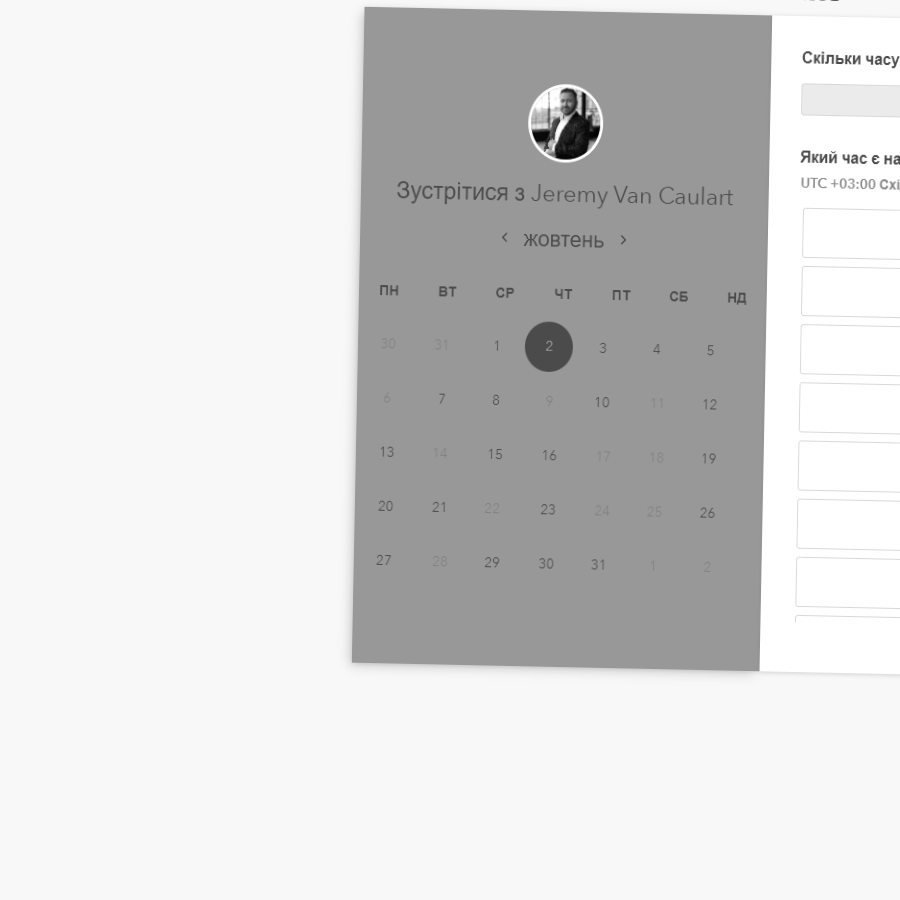 Зустрітися з Jeremy Van Caulart
жовтень
ПН ВТ СР ЧТ ПТ СБ НД
30 31 1 2 3 4 5
6 7 8 9 10 11 12
13 14 15 16 17 18 19
20 21 22 23 24 25 26
27 28 29 30 31 1 2
Скільки часу
Який час є
UTC +03:00